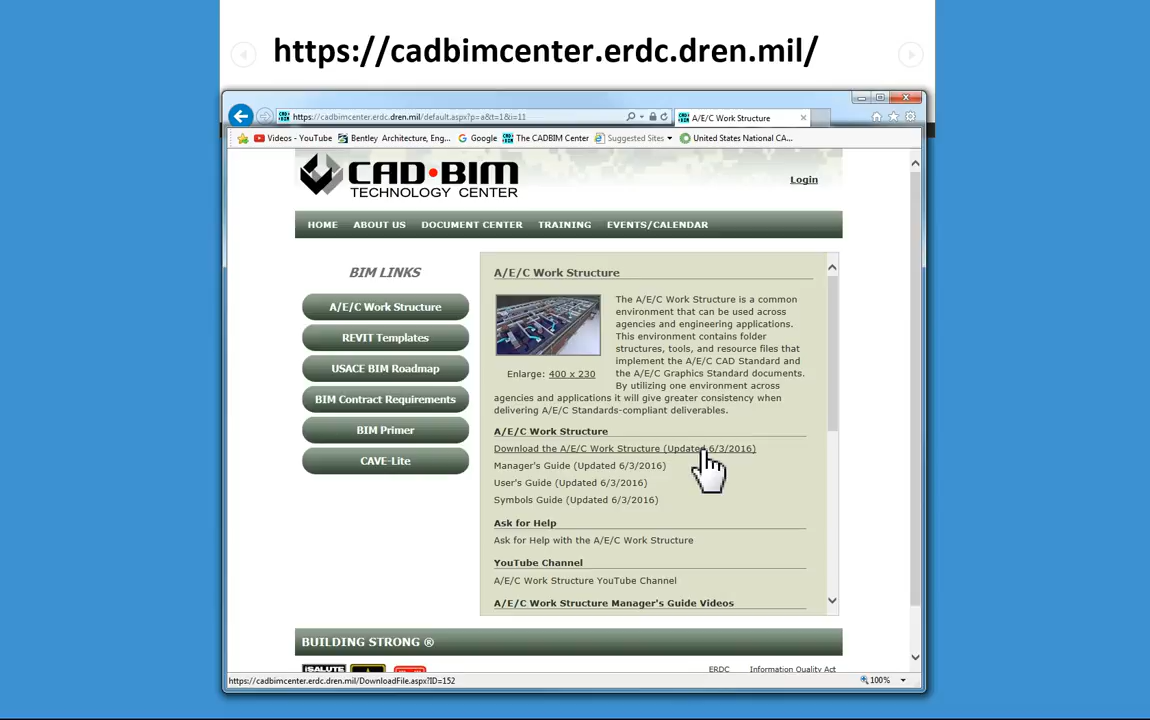 https://cadbimcenter.erdc.dren.mil/
https://cadbimcenter.erdc.dren.mil/default.aspx?p=a&t=1&i=11
A/E/C Work Structure
Videos - YouTube
Bentley Architecture, Eng...
Google
The CADBIM Center
Suggested Sites
United States National CA...
CAD•BIM
TECHNOLOGY CENTER
Login
HOME
ABOUT US
DOCUMENT CENTER
TRAINING
EVENTS/CALENDAR
BIM LINKS
A/E/C Work Structure
REVIT Templates
USACE BIM Roadmap
BIM Contract Requirements
BIM Primer
CAVE-Lite
A/E/C Work Structure
The A/E/C Work Structure is a common
environment that can be used across
agencies and engineering applications.
This environment contains folder
structures, tools, and resource files that
implement the A/E/C CAD Standard and
the A/E/C Graphics Standard documents.
By utilizing one environment across
agencies and applications it will give greater consistency when
delivering A/E/C Standards-compliant deliverables.
Enlarge: 400 x 230
A/E/C Work Structure
Download the A/E/C Work Structure (Updated 6/3/2016)
Manager's Guide (Updated 6/3/2016)
User's Guide (Updated 6/3/2016)
Symbols Guide (Updated 6/3/2016)
Ask for Help
Ask for Help with the A/E/C Work Structure
YouTube Channel
A/E/C Work Structure YouTube Channel
A/E/C Work Structure Manager's Guide Videos
BUILDING STRONG ®
iSALUTE
ERDC
Information Quality Act
https://cadbimcenter.erdc.dren.mil/DownloadFile.aspx?ID=152
100%